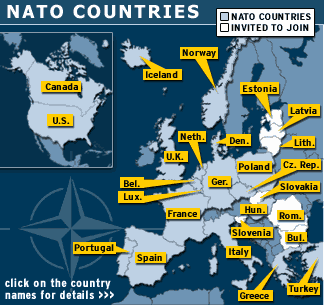 NATO COUNTRIES
NATO COUNTRIES
INVITED TO JOIN
Norway
Iceland
Canada
U.S.
Estonia
Latvia
Neth.
Den.
Lith.
U.K.
Poland
Cz. Rep.
Bel.
Ger.
Slovakia
Lux.
France
Hun.
Rom.
Slovenia
Bul.
Portugal
Spain
Italy
click on the country
names for details >>>
Greece
Turkey